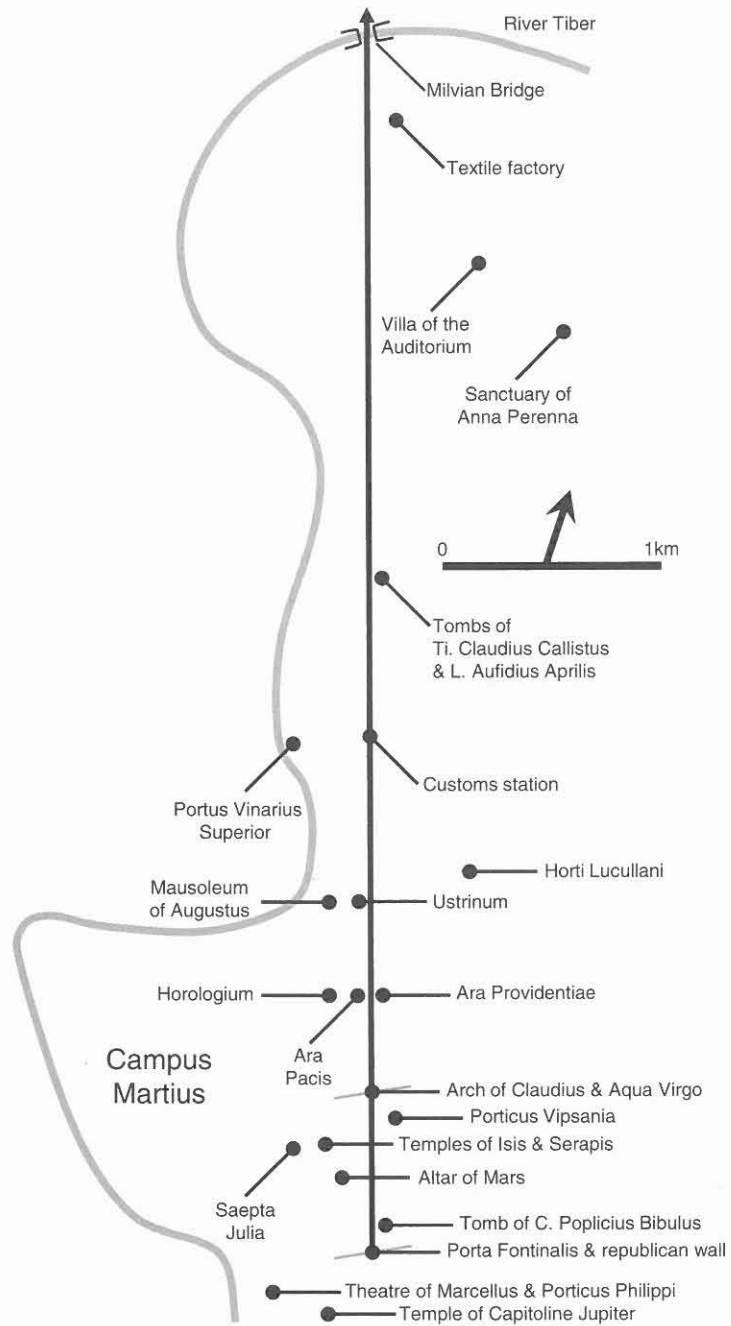 River Tiber
Milvian Bridge
Textile factory
Villa of the
Auditorium
Sanctuary of
Anna Perenna
0
1km
Tombs of
Ti. Claudius Callistus
& L. Aufidius Aprilis
Customs station
Portus Vinarius
Superior
Horti Lucullani
Mausoleum
of Augustus
Ustrinum
Horologium
Ara Providentiae
Ara
Pacis
Campus
Martius
Arch of Claudius & Aqua Virgo
Porticus Vipsania
Temples of Isis & Serapis
Altar of Mars
Saepta
Julia
Tomb of C. Poplicius Bibulus
Porta Fontinalis & republican wall
Theatre of Marcellus & Porticus Philippi
Temple of Capitoline Jupiter